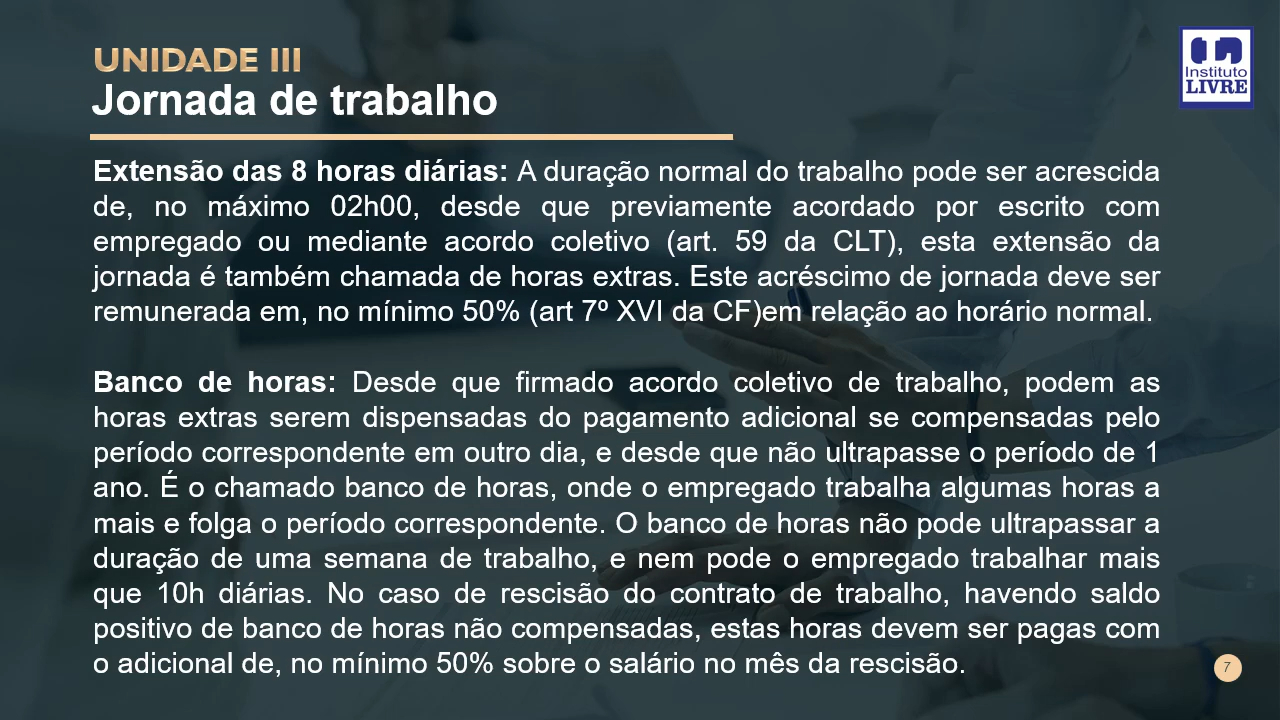 UNIDADE III
Jornada de trabalho
Instituto
LIVRE
Extensão das 8 horas diárias: A duração normal do trabalho pode ser acrescida
de, no máximo 02h00, desde que previamente acordado por escrito com
empregado ou mediante acordo coletivo (art. 59 da CLT), esta extensão da
jornada é também chamada de horas extras. Este acréscimo de jornada deve ser
remunerada em, no mínimo 50% (art 7º XVI da CF)em relação ao horário normal.
Banco de horas: Desde que firmado acordo coletivo de trabalho, podem as
horas extras serem dispensadas do pagamento adicional se compensadas pelo
período correspondente em outro dia, e desde que não ultrapasse o período de 1
ano. É o chamado banco de horas, onde o empregado trabalha algumas horas a
mais e folga o período correspondente. O banco de horas não pode ultrapassar a
duração de uma semana de trabalho, e nem pode o empregado trabalhar mais
que 10h diárias. No caso de rescisão do contrato de trabalho, havendo saldo
positivo de banco de horas não compensadas, estas horas devem ser pagas com
o adicional de, no mínimo 50% sobre o salário no mês da rescisão.
7